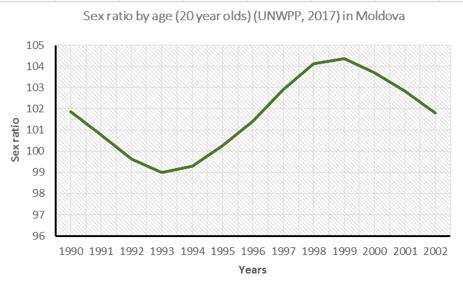 Sex ratio by age (20 year olds) (UNWPP, 2017) in Moldova
105
104
103
102
101
100
99
98
97
96
Sex ratio
1990 1991 1992 1993 1994 1995 1996 1997 1998 1999 2000 2001 2002
Years